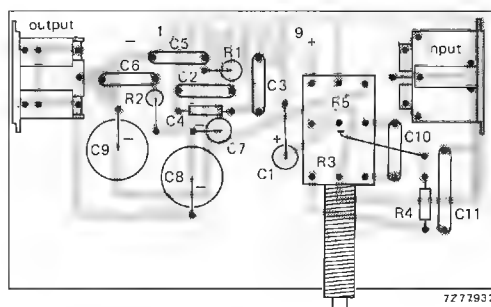 output
1
9
+
nput
C5
R1
C6
C2
C3
R2
C4
R5
C10
C7
C9
C8
C1
+
R3
R4
C11
7Z77937